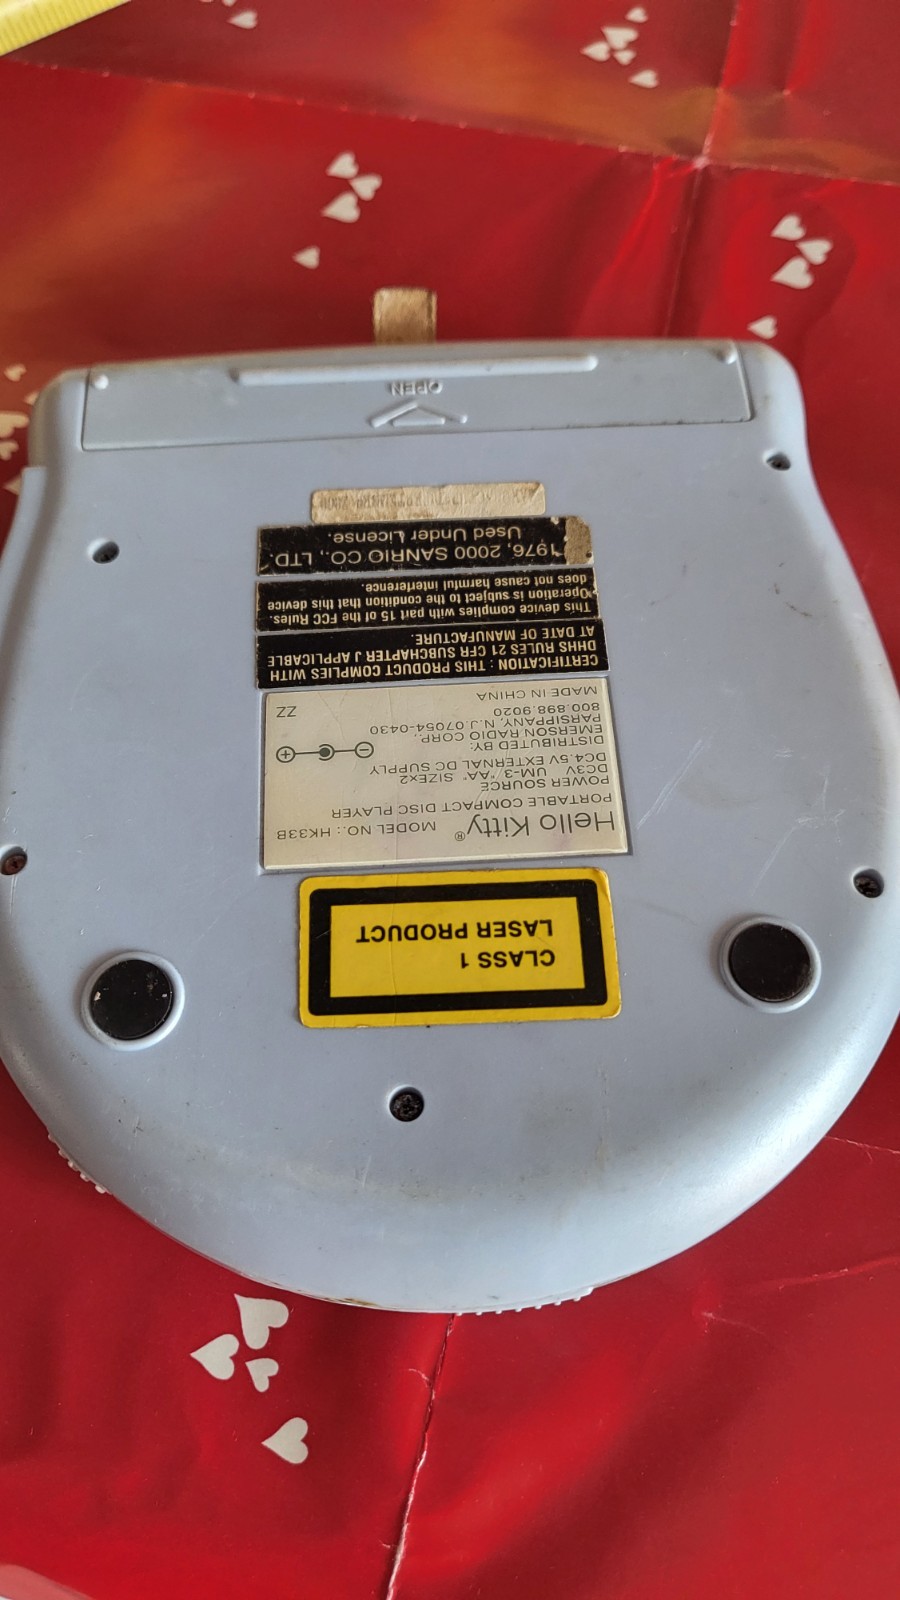 CLASS 1
LASER PRODUCT
Hello Kitty® MODEL NO.: HK33B
PORTABLE COMPACT DISC PLAYER
POWER SOURCE
DC3V UM-3 "AA" SIZEx2
DC4.5V EXTERNAL DC SUPPLY
DISTRIBUTED BY:
EMERSON RADIO CORP.
PARSIPPANY, N.J.07054-0430
800.898.9020
MADE IN CHINA
ZZ
CERTIFICATION : THIS PRODUCT COMPLIES WITH
DHHS RULES 21 CFR SUBCHAPTER J APPLICABLE
AT DATE OF MANUFACTURE.
This device complies with part 15 of the FCC Rules.
Operation is subject to the condition that this device
does not cause harmful interference.
1976, 2000 SANRIO CO., LTD.
Used Under License.
OPEN